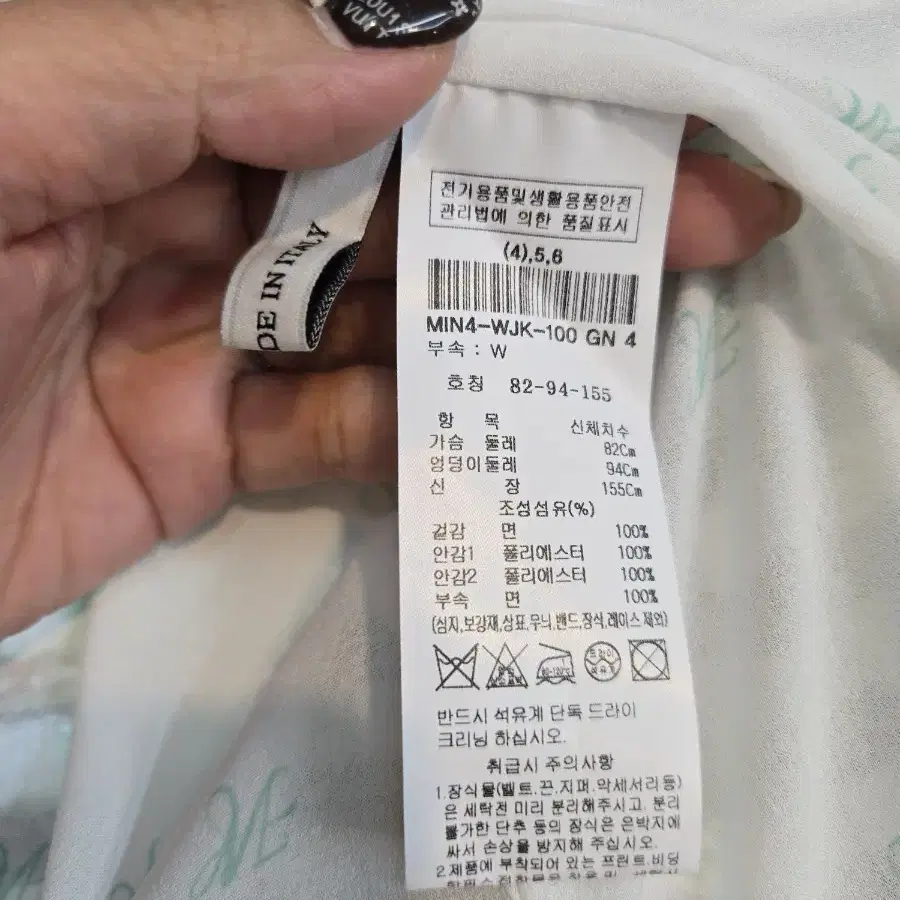 전기용품및생활용품안전
관리법에 의한 품질표시
(4),5,6
MIN4-WJK-100 GN 4
부속 : W
호칭 82-94-155
항 목 신체치수
가슴 둘레 82Cm
엉덩이둘레 94Cm
신 장 155Cm
조성섬유(%)
겉감 면 100%
안감1 폴리에스터 100%
안감2 폴리에스터 100%
부속 면 100%
(심지,보강재,상표,무늬,밴드,장식,레이스 제외)
드라이
석유계
반드시 석유계 단독 드라이
크리닝 하십시오.
취급시 주의사항
1.장식물(벨트.끈.지퍼.악세서리등)
은 세탁전 미리 분리해주시고. 분리
불가한 단추 등의 장식은 은박지에
싸서 손상을 방지해 주십시오.
2.제품에 부착되어 있는 프린트.비딩
DE IN ITALY